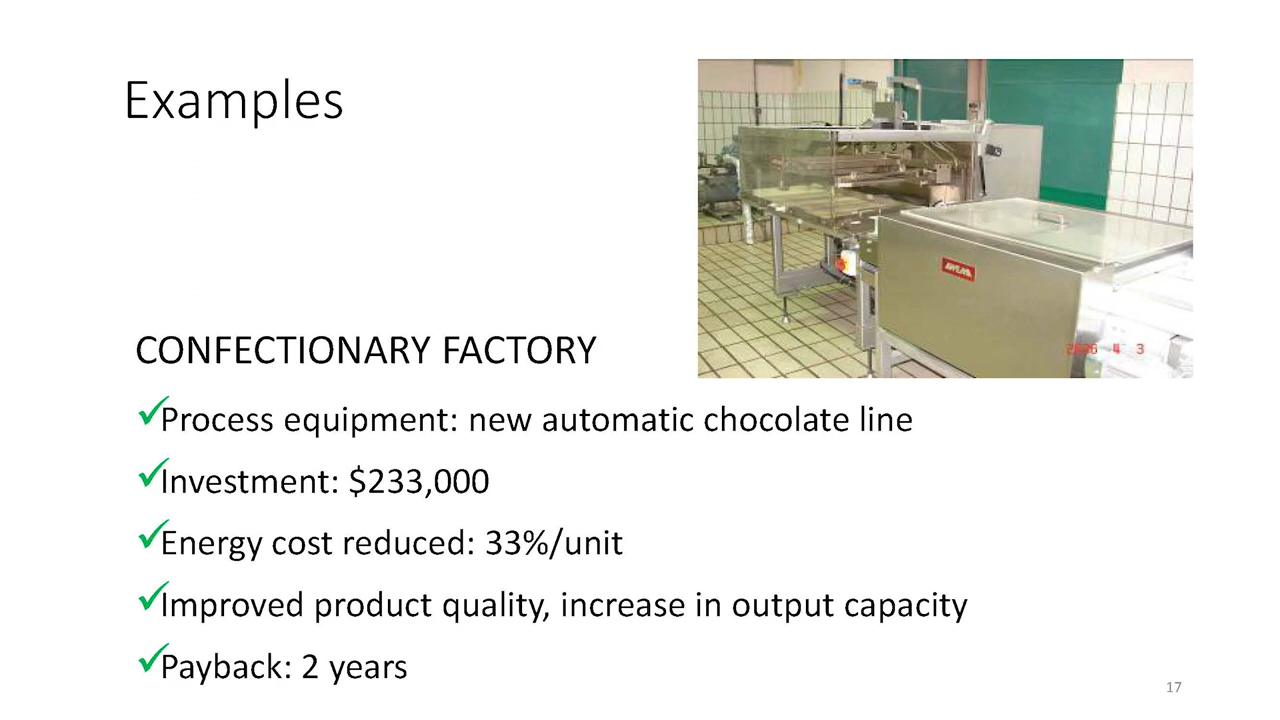 Examples
CONFECTIONARY FACTORY
Process equipment: new automatic chocolate line
Investment: $233,000
Energy cost reduced: 33%/unit
Improved product quality, increase in output capacity
Payback: 2 years
17